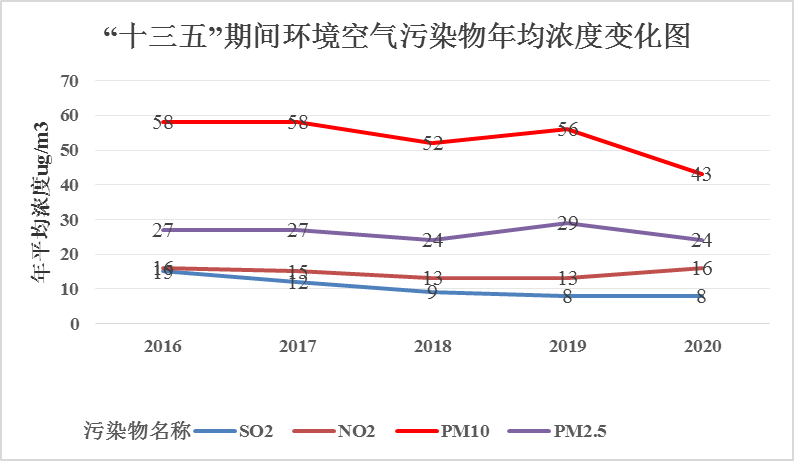 “十三五”期间环境空气污染物年均浓度变化图
年平均浓度ug/m3
70
60
50
40
30
20
10
0
58 58 52 56 43
27 27 24 29 24
16 15 13 13 16
15 12 9 8 8
2016 2017 2018 2019 2020
污染物名称 SO2 NO2 PM10 PM2.5